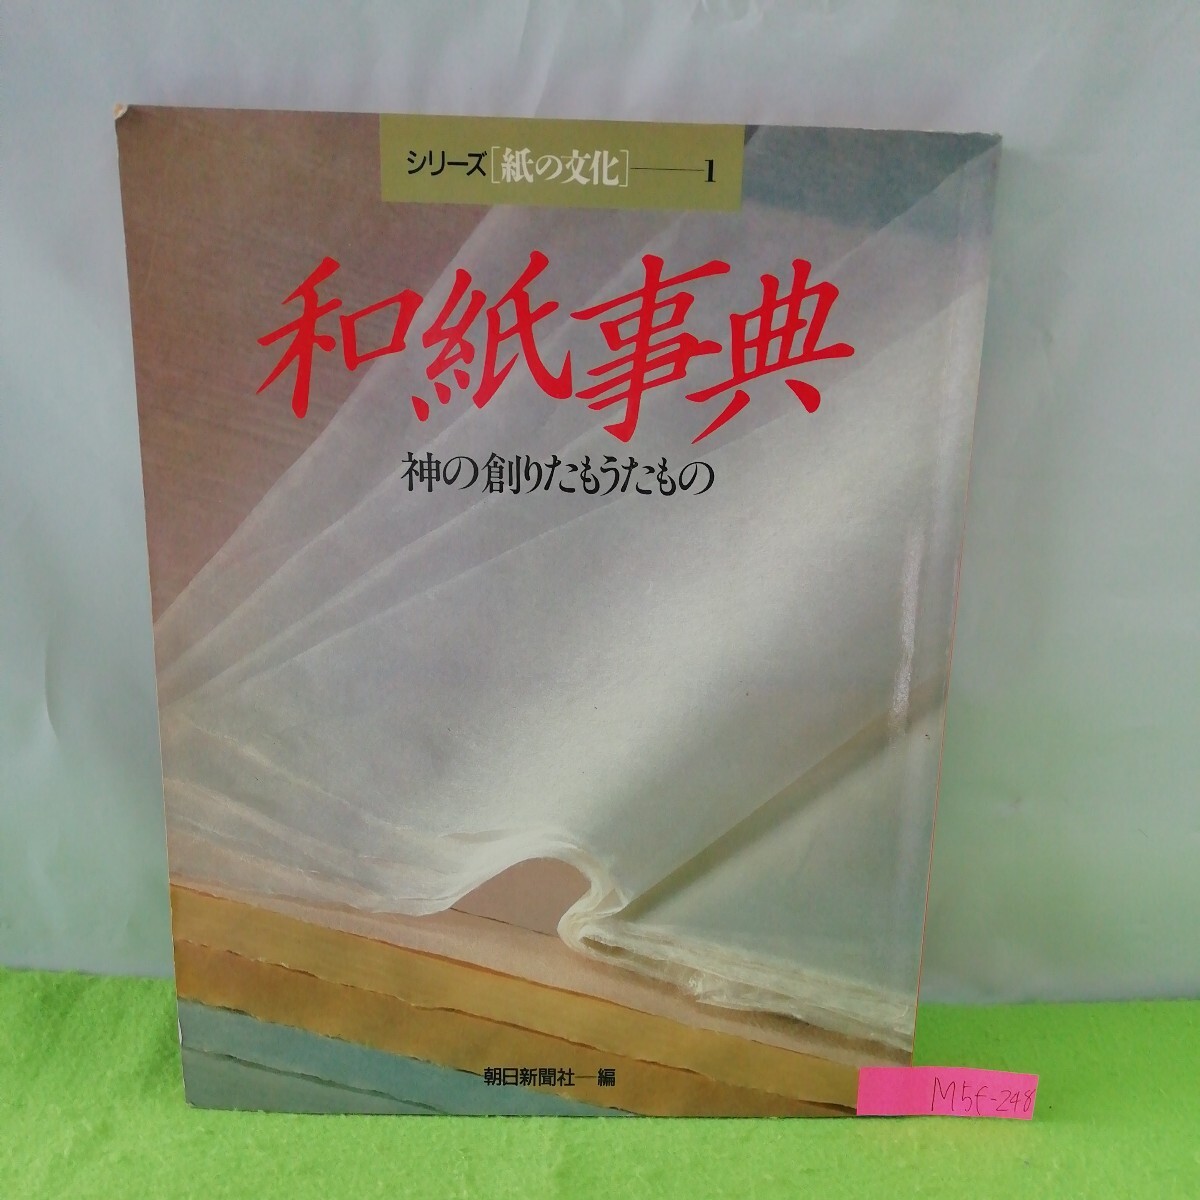 シリーズ[紙の文化]——1
和紙事典
神の創りたもうたもの
朝日新聞社—編
M5f-248